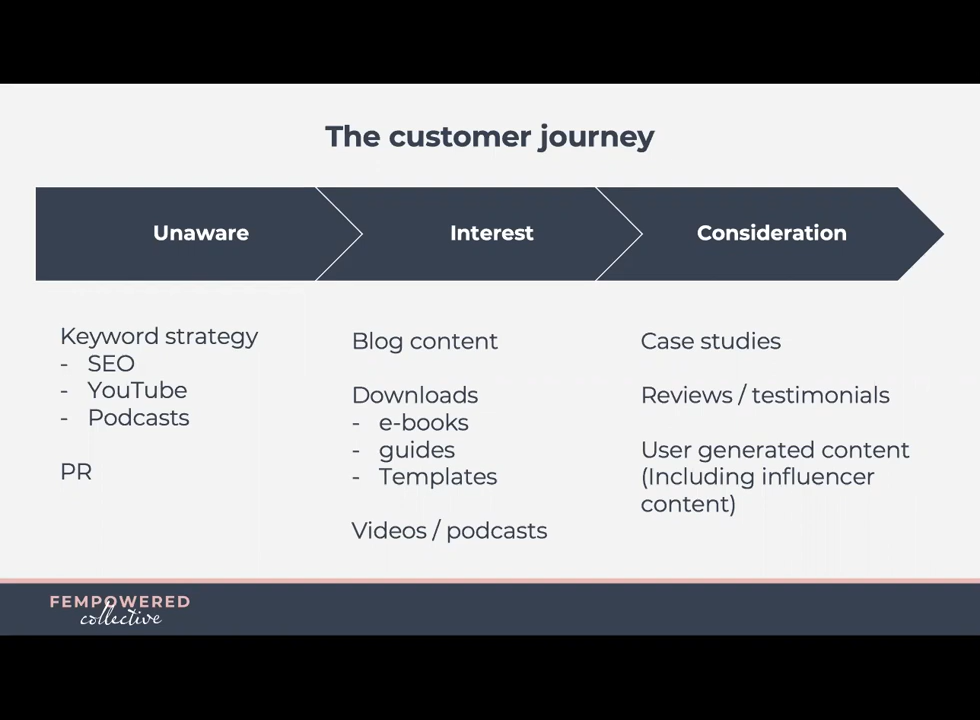 The customer journey
Unaware
Interest
Consideration
Keyword strategy
- SEO
- YouTube
- Podcasts
PR
Blog content
Downloads
- e-books
- guides
- Templates
Videos / podcasts
Case studies
Reviews / testimonials
User generated content
(Including influencer
content)
FEMPOWERED
collective